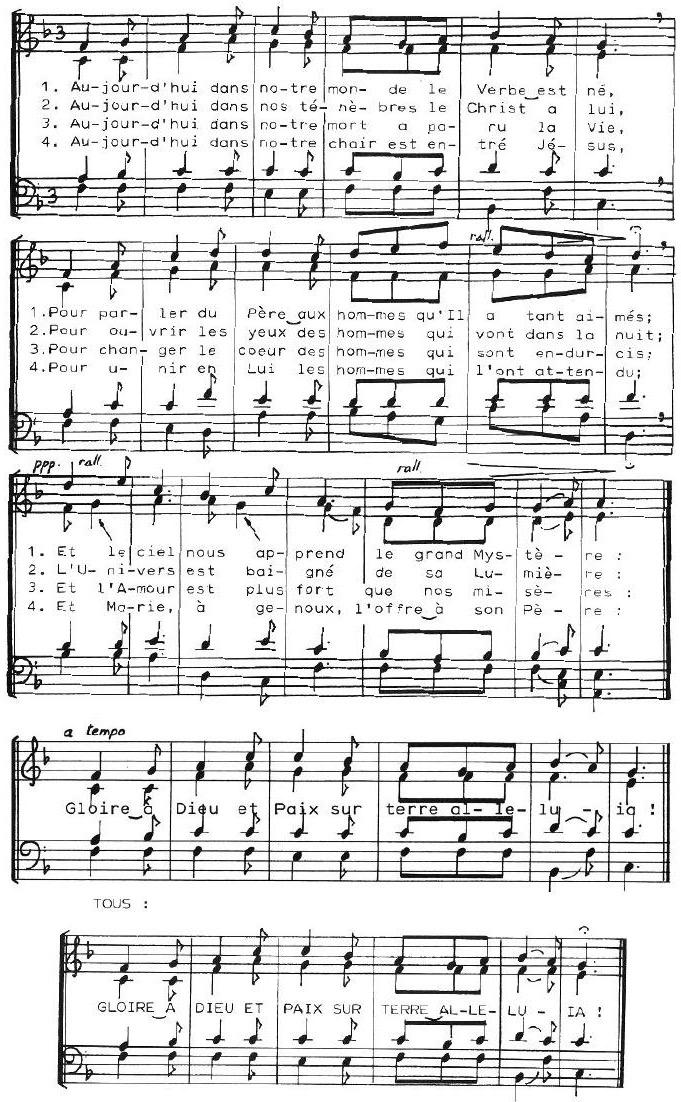 1. Au-jour-d'hui dans no-tre mon- de le Verbe est né,
2. Au-jour-d'hui dans nos té- nè- bres le Christ a lui,
3. Au-jour-d'hui dans no-tre mort a pa- ru la Vie,
4. Au-jour-d'hui dans no-tre chair est en- tré Jé- sus,
rall.
1.Pour par- ler du Père aux hom-mes qu'Il a tant ai- més;
2.Pour ou- vrir les yeux des hom-mes qui vont dans la nuit;
3.Pour chan- ger le coeur des hom-mes qui sont en-dur- cis;
4.Pour u- nir en Lui les hom-mes qui l'ont at-ten- du;
ppp. rall. rall.
1. Et le ciel nous ap- prend le grand Mys- tè - re :
2. L'U- ni-vers est bai- gné de sa Lu- miè- re :
3. Et l'A-mour est plus fort que nos mi- sè- res :
4. Et Ma-rie, à ge- noux, l'offre à son Pè- re :
a tempo
Gloire à Dieu et Paix sur terre al- le- lu - ia !
TOUS :
GLOIRE À DIEU ET PAIX SUR TERRE AL-LE- LU - IA !